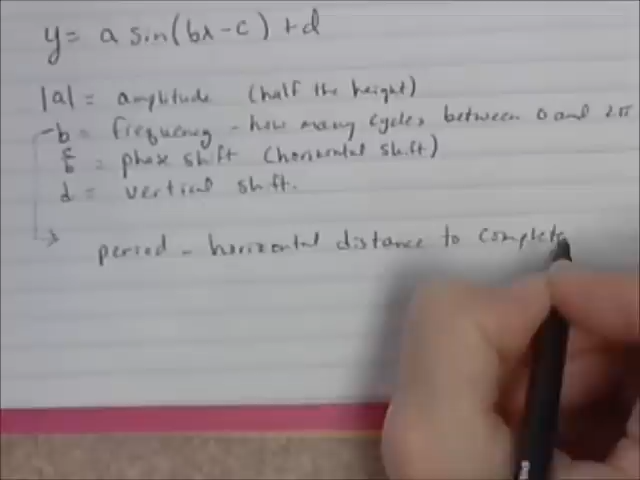 y = a sin(bx - c) + d
|a| = amplitude (half the height)
b = frequency - how many cycles between 0 and 2π
c/b = phase shift (horizontal shift)
d = vertical shift.
period - horizontal distance to complete